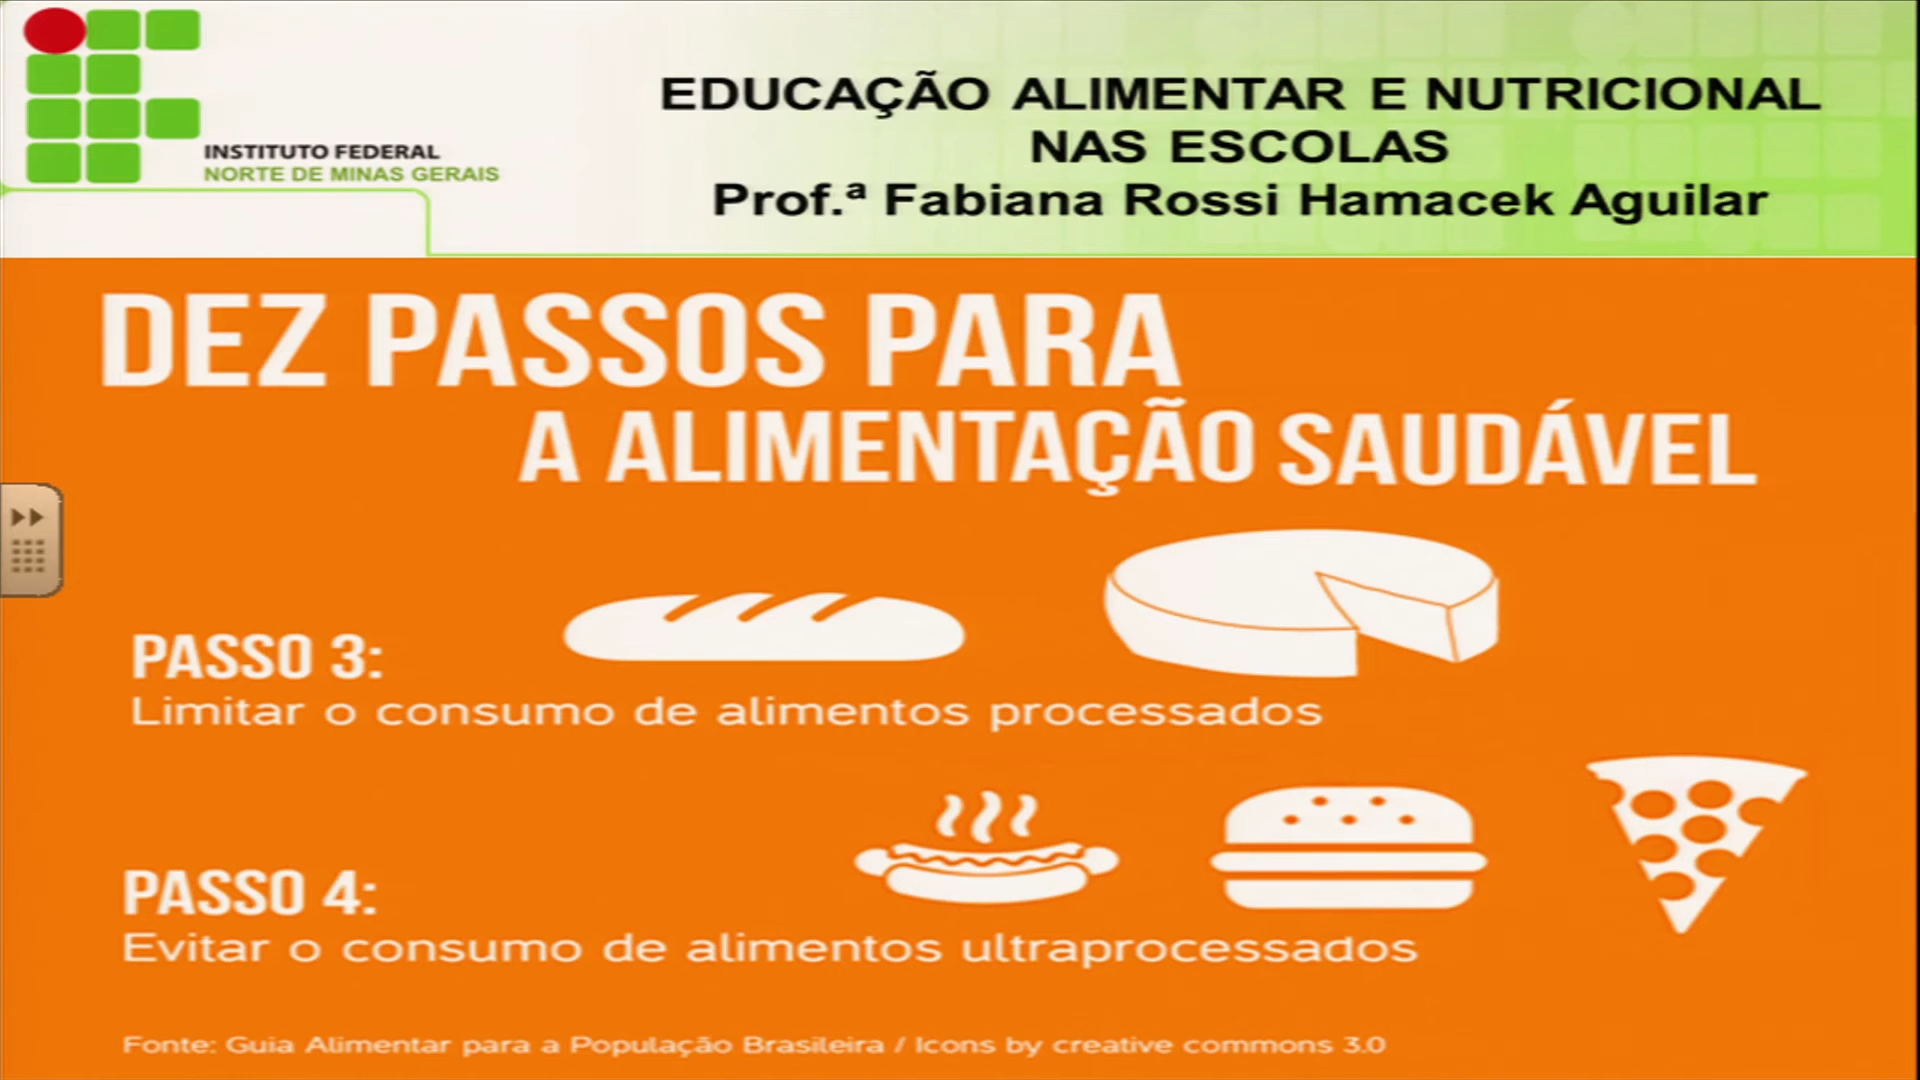 INSTITUTO FEDERAL
NORTE DE MINAS GERAIS
EDUCAÇÃO ALIMENTAR E NUTRICIONAL
NAS ESCOLAS
Prof.ª Fabiana Rossi Hamacek Aguilar
DEZ PASSOS PARA
A ALIMENTAÇÃO SAUDÁVEL
PASSO 3:
Limitar o consumo de alimentos processados
PASSO 4:
Evitar o consumo de alimentos ultraprocessados
Fonte: Guia Alimentar para a População Brasileira / Icons by creative commons 3.0